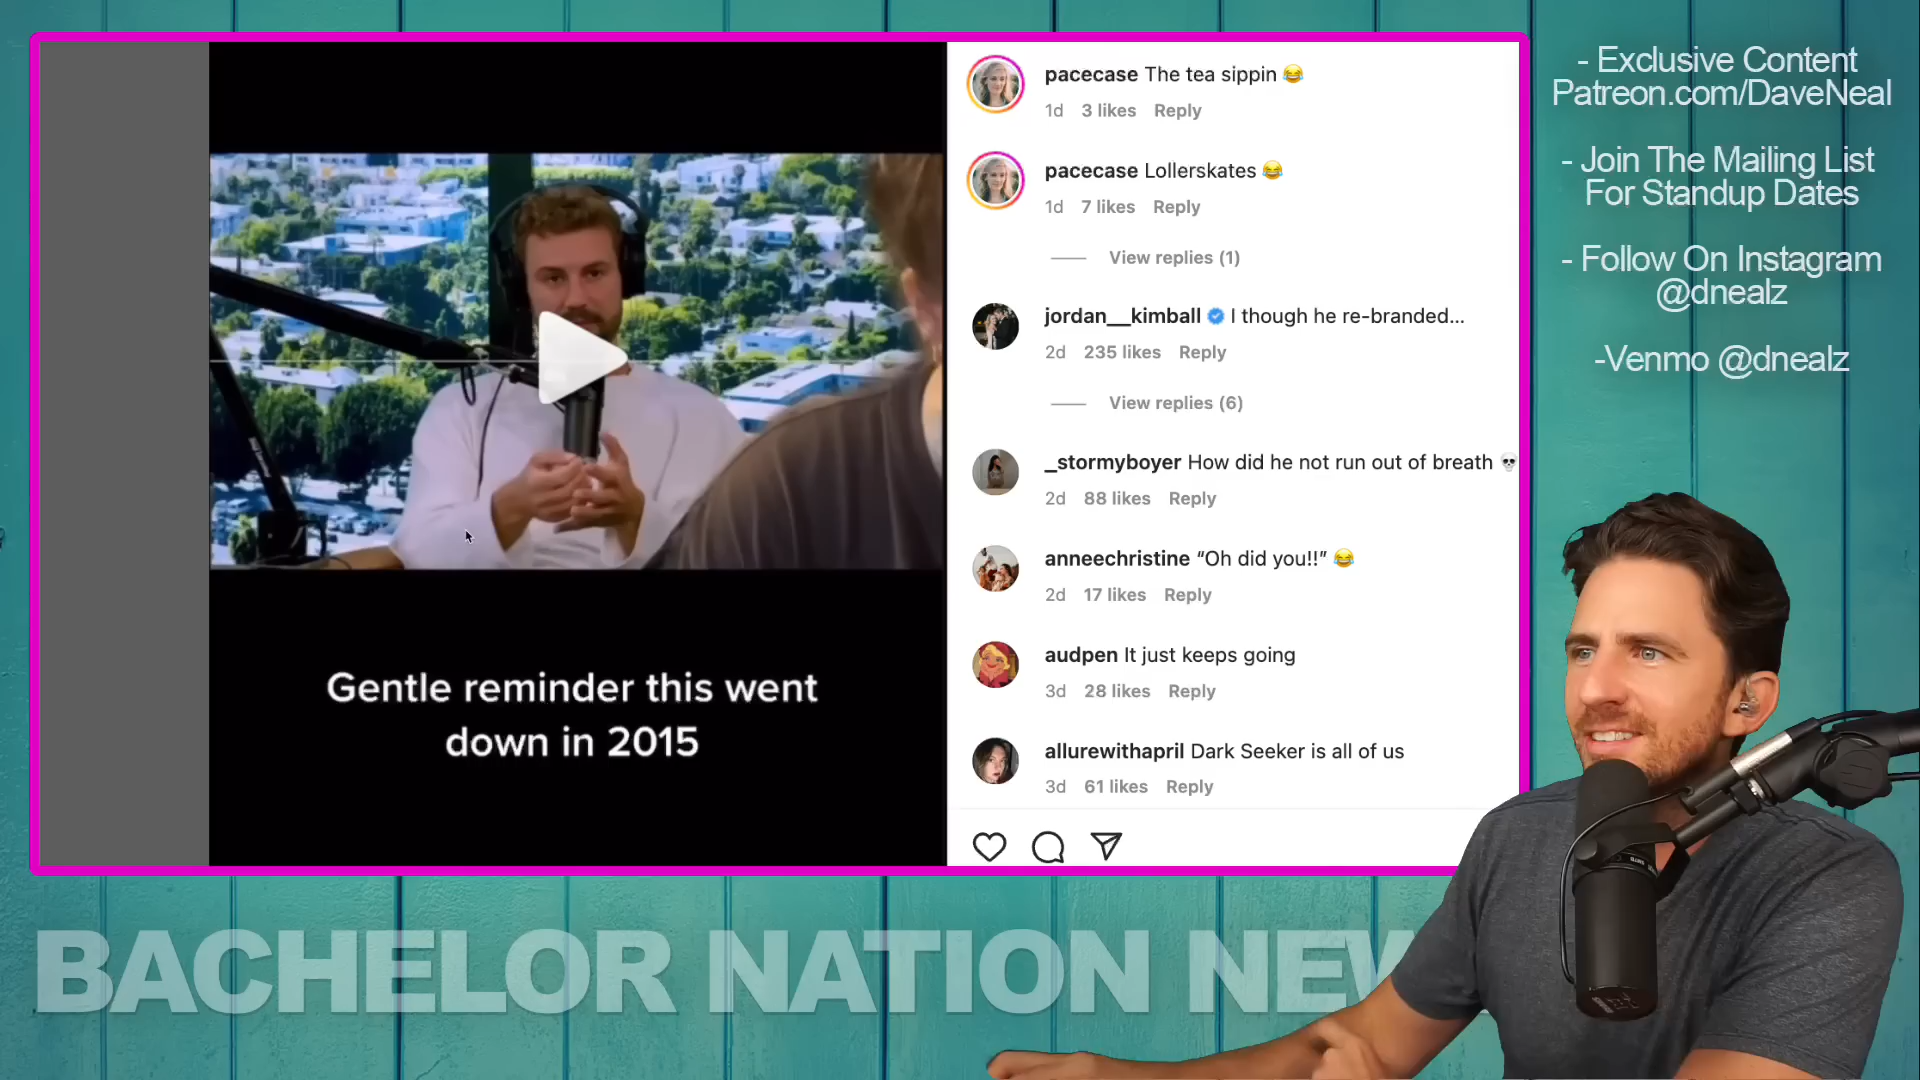 pacecase The tea sippin 😂
1d 3 likes Reply
pacecase Lollerskates 😂
1d 7 likes Reply
View replies (1)
jordan__kimball I though he re-branded...
2d 235 likes Reply
View replies (6)
_stormyboyer How did he not run out of breath 💀
2d 88 likes Reply
anneechristine “Oh did you!!” 😂
2d 17 likes Reply
audpen It just keeps going
3d 28 likes Reply
allurewithapril Dark Seeker is all of us
3d 61 likes Reply
Gentle reminder this went
down in 2015
- Exclusive Content
Patreon.com/DaveNeal
- Join The Mailing List
For Standup Dates
- Follow On Instagram
@dnealz
-Venmo @dnealz
BACHELOR NATION NEW